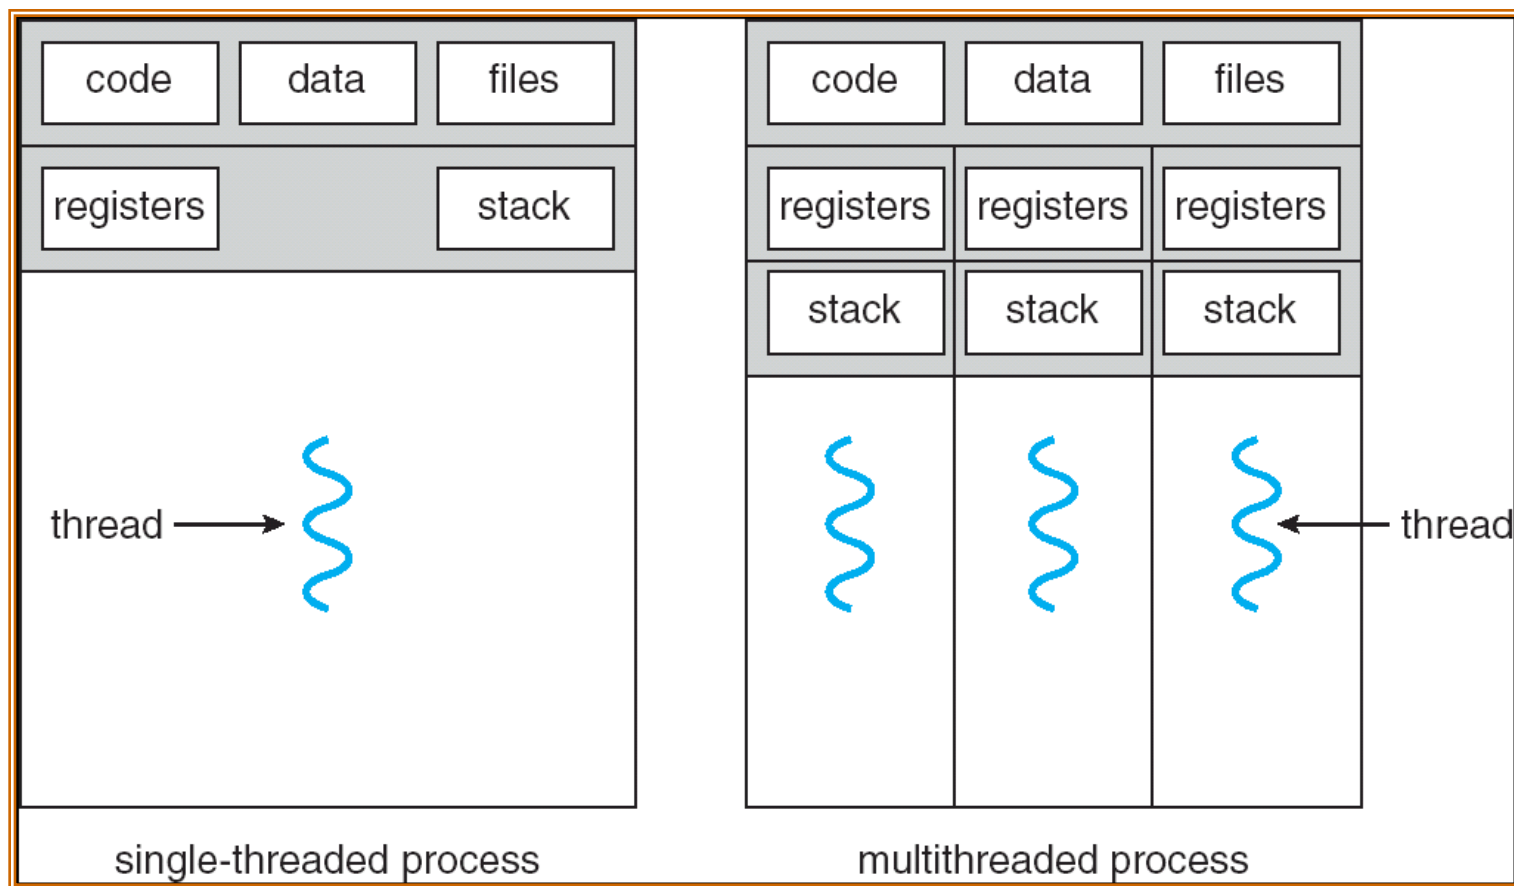 code data files
registers stack
thread
single-threaded process
code data files
registers registers registers
stack stack stack
thread
multithreaded process